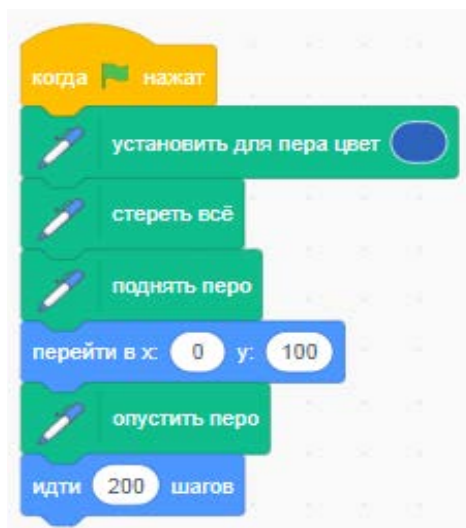 когда нажат
установить для пера цвет
стереть всё
поднять перо
перейти в x: 0 y: 100
опустить перо
идти 200 шагов